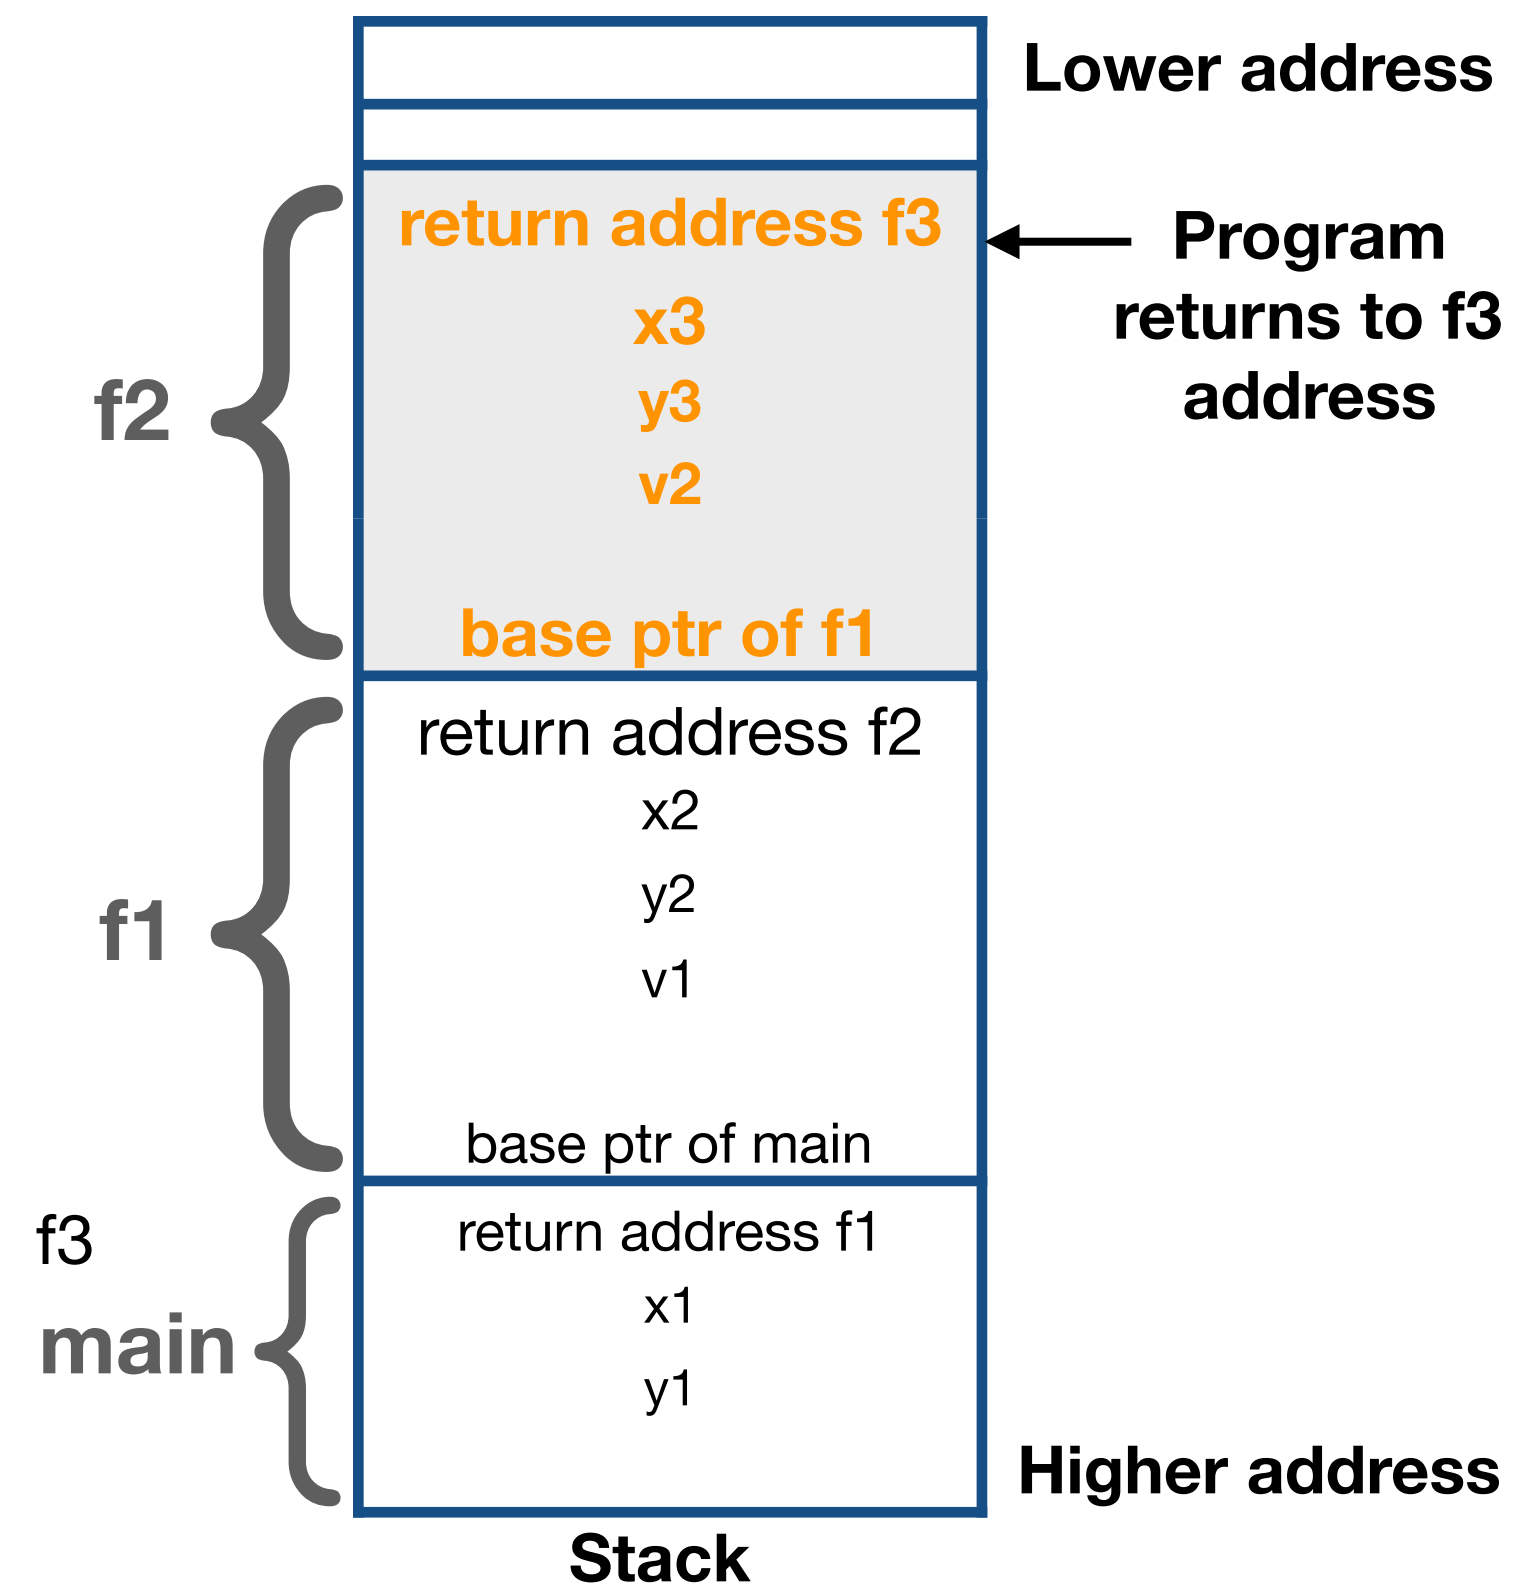 Lower address
return address f3
x3
y3
v2
base ptr of f1
Program
returns to f3
address
f2
return address f2
x2
y2
v1
base ptr of main
f1
return address f1
x1
y1
f3
main
Higher address
Stack